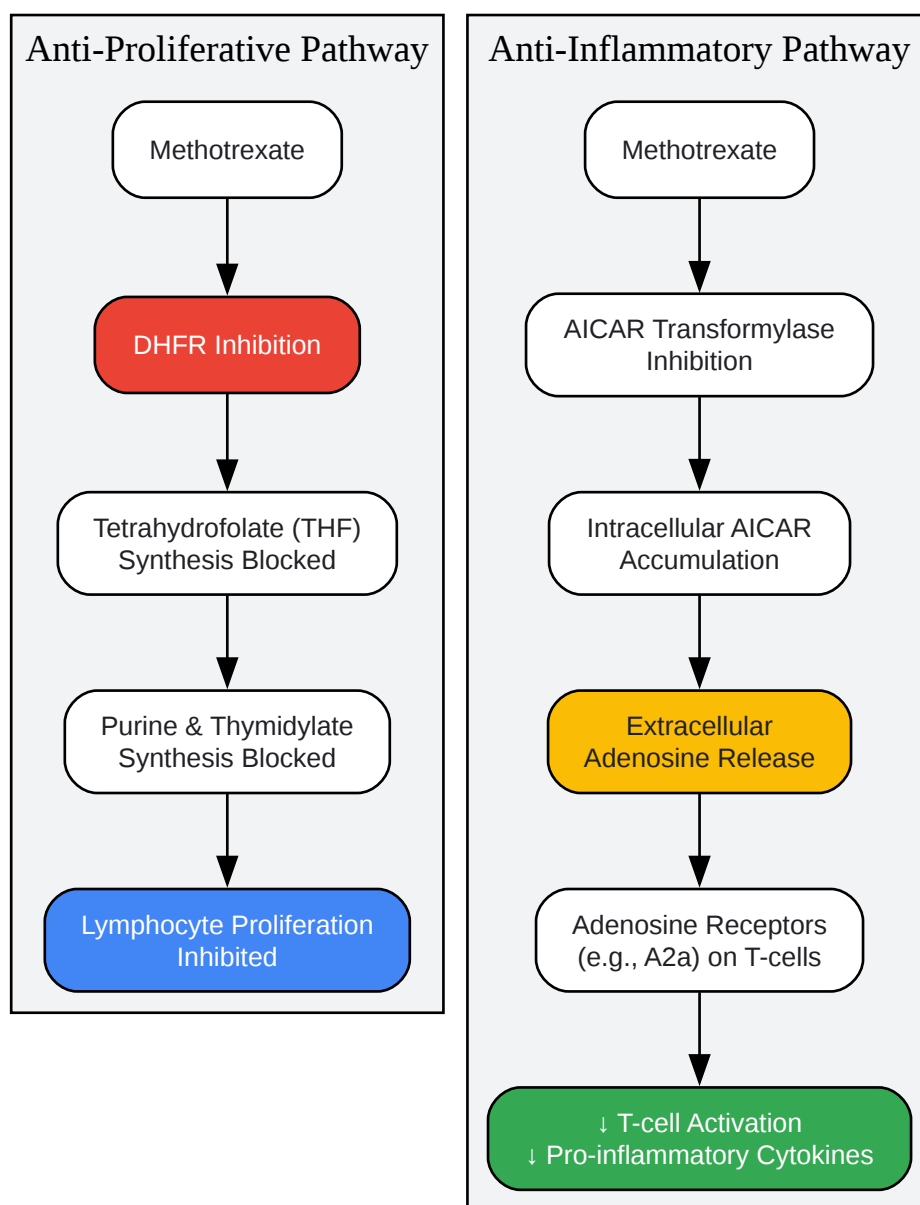 Anti-Proliferative Pathway
Methotrexate
DHFR Inhibition
Tetrahydrofolate (THF)
Synthesis Blocked
Purine & Thymidylate
Synthesis Blocked
Lymphocyte Proliferation
Inhibited
Anti-Inflammatory Pathway
Methotrexate
AICAR Transformylase
Inhibition
Intracellular AICAR
Accumulation
Extracellular
Adenosine Release
Adenosine Receptors
(e.g., A2a) on T-cells
↓ T-cell Activation
↓ Pro-inflammatory Cytokines